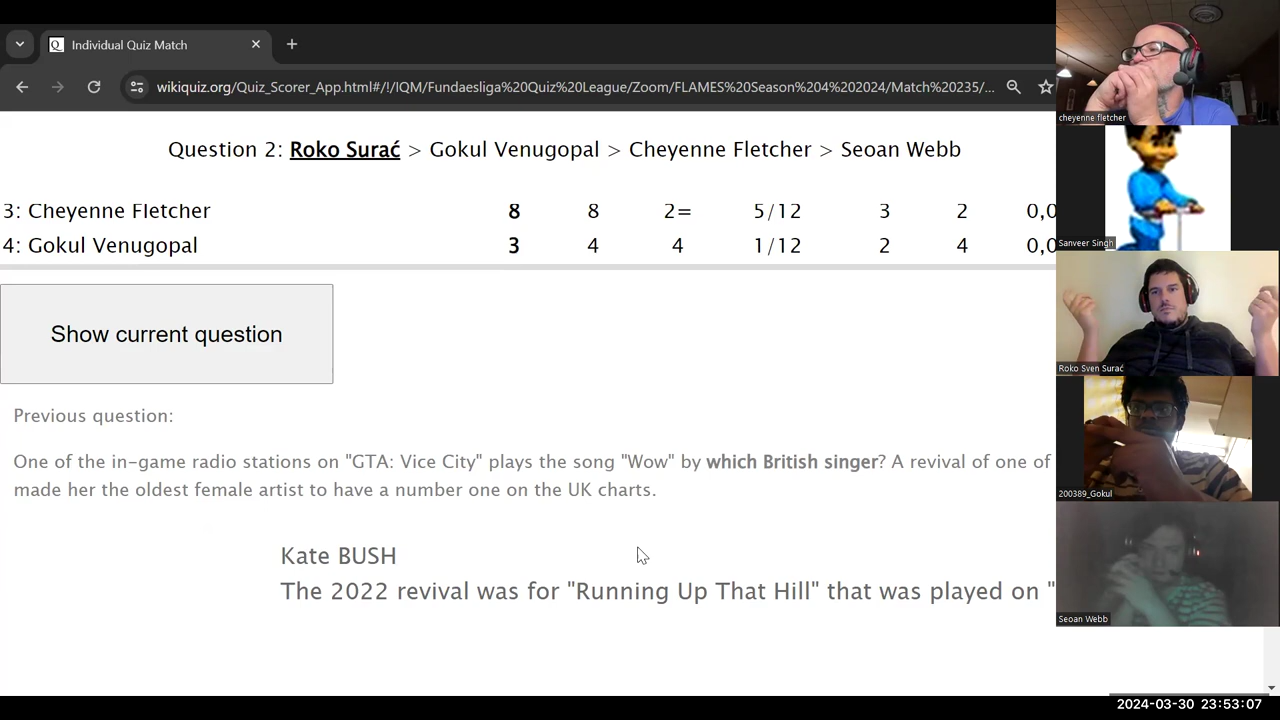 Individual Quiz Match
wikiquiz.org/Quiz_Scorer_App.html#/!/IQM/Fundaesliga%20Quiz%20League/Zoom/FLAMES%20Season%204%202024/Match%2035/...
Question 2: Roko Surać > Gokul Venugopal > Cheyenne Fletcher > Seoan Webb
3: Cheyenne Fletcher 8 8 2= 5/12 3 2 0,0
4: Gokul Venugopal 3 4 4 1/12 2 4 0,0
Show current question
Previous question:
One of the in-game radio stations on "GTA: Vice City" plays the song "Wow" by which British singer? A revival of one of
made her the oldest female artist to have a number one on the UK charts.
Kate BUSH
The 2022 revival was for "Running Up That Hill" that was played on "
cheyenne fletcher
Sanveer Singh
Roko Sven Surać
200389_Gokul
Seoan Webb
2024-03-30 23:53:07